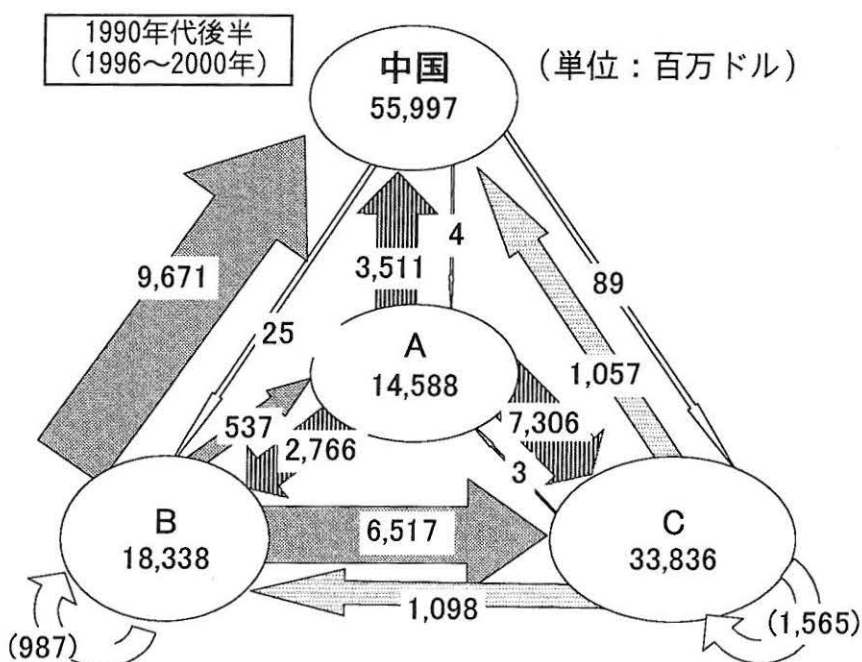 1990年代後半
(1996～2000年)
中国
55,997
(単位：百万ドル)
9,671
3,511
4
89
25
A
14,588
1,057
537
2,766
7,306
3
B
18,338
6,517
C
33,836
1,098
(987)
(1,565)